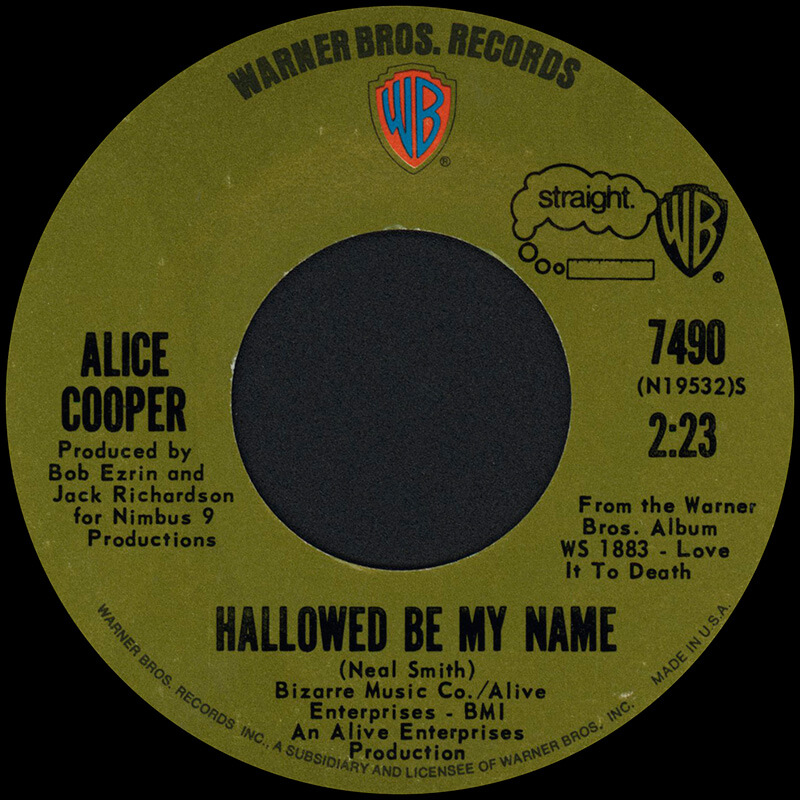 WARNER BROS. RECORDS
WB
®
straight.
WB
®
ALICE
COOPER
Produced by
Bob Ezrin and
Jack Richardson
for Nimbus 9
Productions
7490
(N19532)S
2:23
From the Warner
Bros. Album
WS 1883 - Love
It To Death
HALLOWED BE MY NAME
(Neal Smith)
Bizarre Music Co./Alive
Enterprises - BMI
An Alive Enterprises
Production
WARNER BROS. RECORDS INC., A SUBSIDIARY AND LICENSEE OF WARNER BROS. INC.
MADE IN U.S.A.